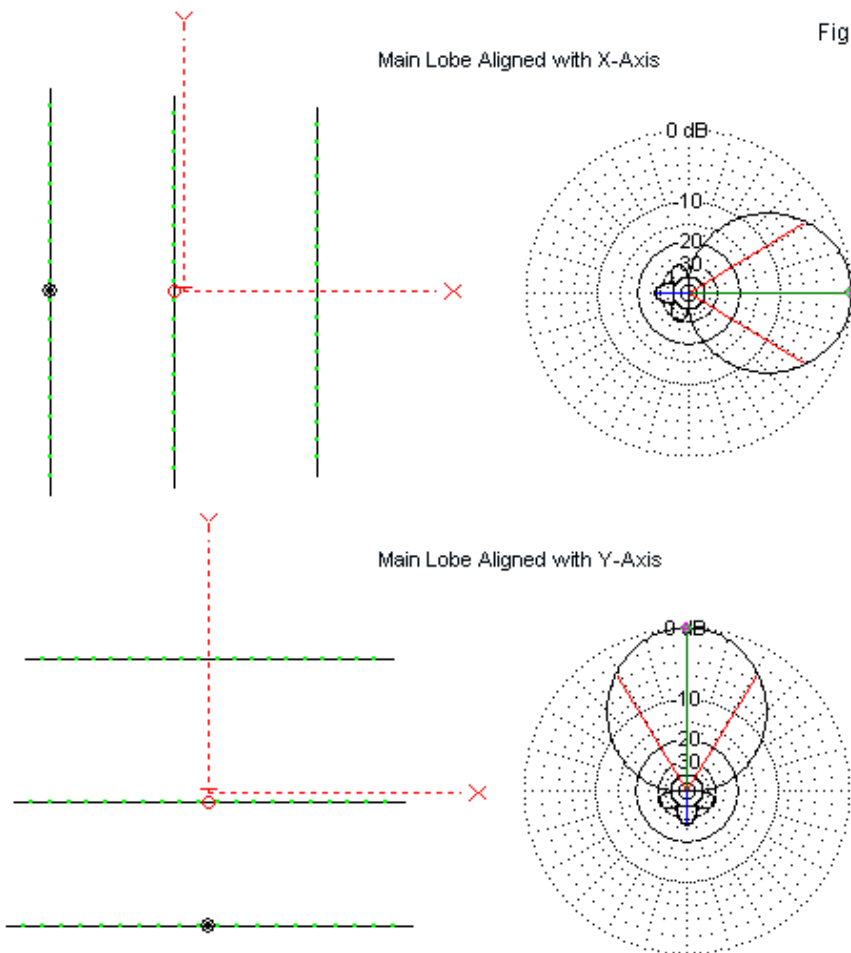 Y
Fig
Main Lobe Aligned with X-Axis
0 dB
-10
-20
-30
X
Y
Main Lobe Aligned with Y-Axis
0 dB
-10
-20
-30
X